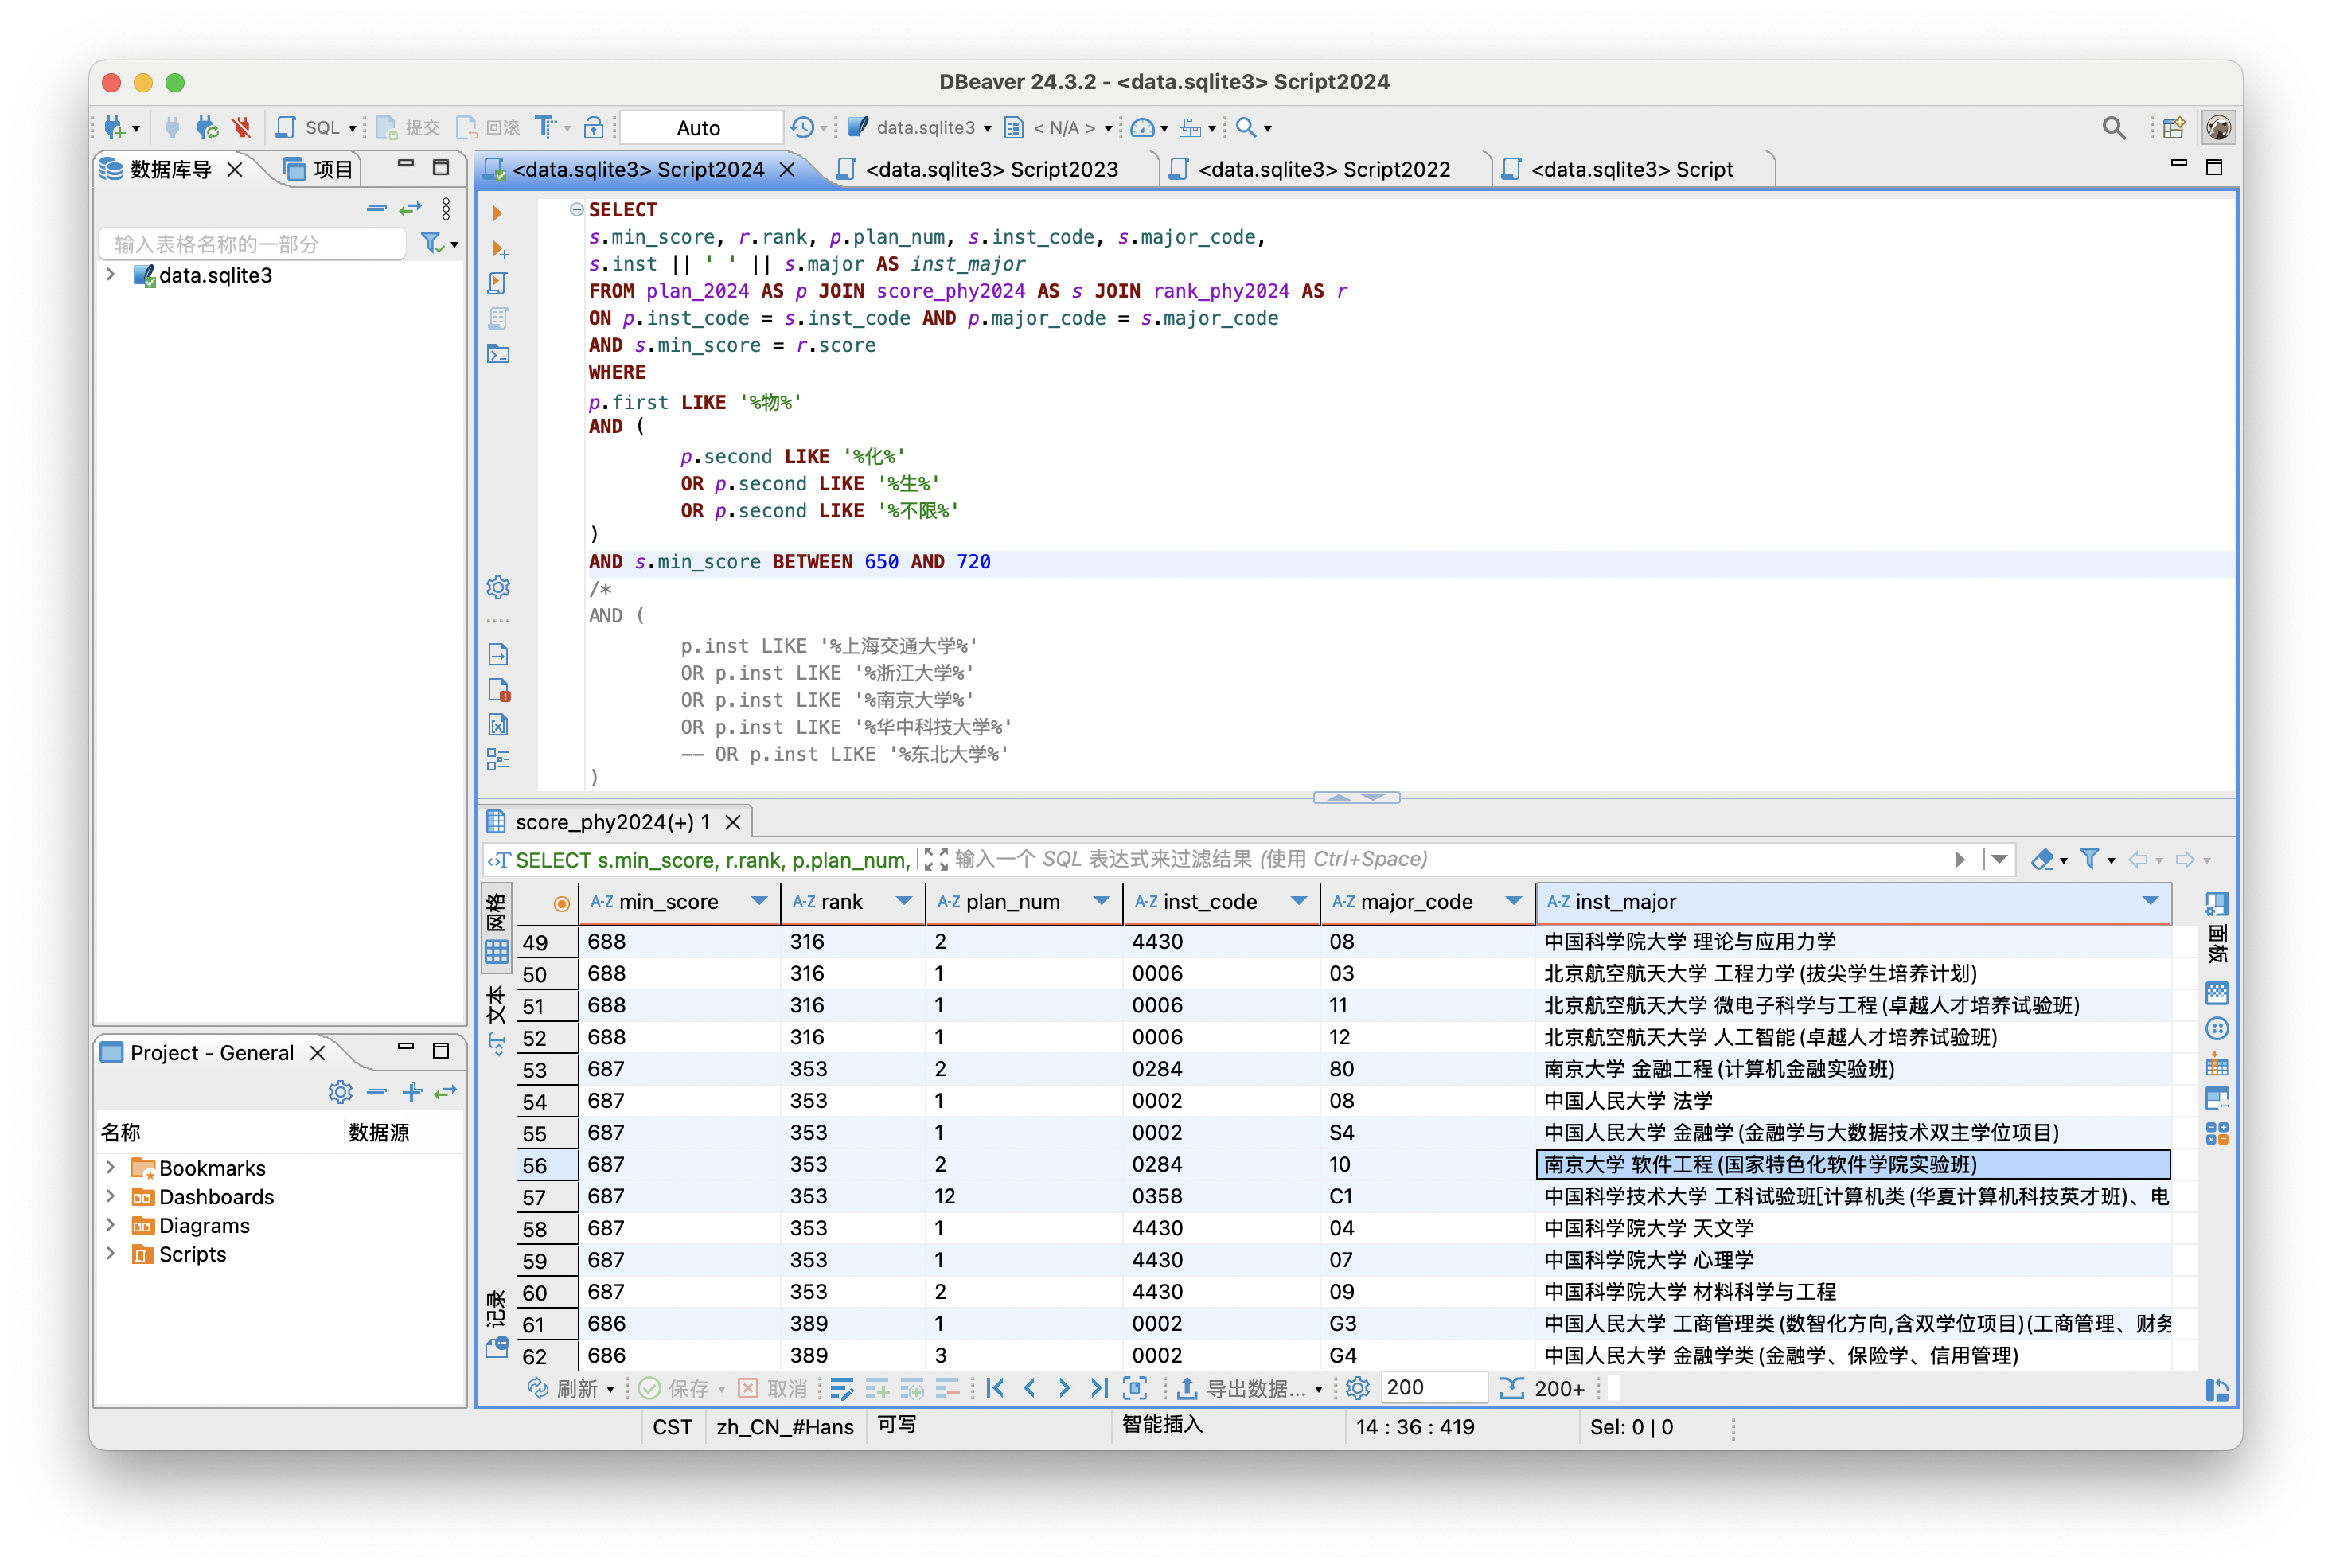 DBeaver 24.3.2 - <data.sqlite3> Script2024
SQL 提交 回滚 Auto data.sqlite3 < N/A >
数据库导 项目
<data.sqlite3> Script2024 <data.sqlite3> Script2023 <data.sqlite3> Script2022 <data.sqlite3> Script
输入表格名称的一部分
data.sqlite3
SELECT
s.min_score, r.rank, p.plan_num, s.inst_code, s.major_code,
s.inst || ' ' || s.major AS inst_major
FROM plan_2024 AS p JOIN score_phy2024 AS s JOIN rank_phy2024 AS r
ON p.inst_code = s.inst_code AND p.major_code = s.major_code
AND s.min_score = r.score
WHERE
p.first LIKE '%物%'
AND (
p.second LIKE '%化%'
OR p.second LIKE '%生%'
OR p.second LIKE '%不限%'
)
AND s.min_score BETWEEN 650 AND 720
/*
AND (
p.inst LIKE '%上海交通大学%'
OR p.inst LIKE '%浙江大学%'
OR p.inst LIKE '%南京大学%'
OR p.inst LIKE '%华中科技大学%'
-- OR p.inst LIKE '%东北大学%'
)
Project - General
名称 数据源
Bookmarks
Dashboards
Diagrams
Scripts
score_phy2024(+) 1
SELECT s.min_score, r.rank, p.plan_num, 输入一个 SQL 表达式来过滤结果 (使用 Ctrl+Space)
网格
文本
记录
面板
A-Z min_score A-Z rank A-Z plan_num A-Z inst_code A-Z major_code A-Z inst_major
49 688 316 2 4430 08 中国科学院大学 理论与应用力学
50 688 316 1 0006 03 北京航空航天大学 工程力学(拔尖学生培养计划)
51 688 316 1 0006 11 北京航空航天大学 微电子科学与工程(卓越人才培养试验班)
52 688 316 1 0006 12 北京航空航天大学 人工智能(卓越人才培养试验班)
53 687 353 2 0284 80 南京大学 金融工程(计算机金融实验班)
54 687 353 1 0002 08 中国人民大学 法学
55 687 353 1 0002 S4 中国人民大学 金融学(金融学与大数据技术双主学位项目)
56 687 353 2 0284 10 南京大学 软件工程(国家特色化软件学院实验班)
57 687 353 12 0358 C1 中国科学技术大学 工科试验班[计算机类(华夏计算机科技英才班)、电
58 687 353 1 4430 04 中国科学院大学 天文学
59 687 353 1 4430 07 中国科学院大学 心理学
60 687 353 2 4430 09 中国科学院大学 材料科学与工程
61 686 389 1 0002 G3 中国人民大学 工商管理类(数智化方向,含双学位项目)(工商管理、财务
62 686 389 3 0002 G4 中国人民大学 金融学类(金融学、保险学、信用管理)
刷新 保存 取消 导出数据... 200 200+
CST zh_CN_#Hans 可写 智能插入 14 : 36 : 419 Sel: 0 | 0